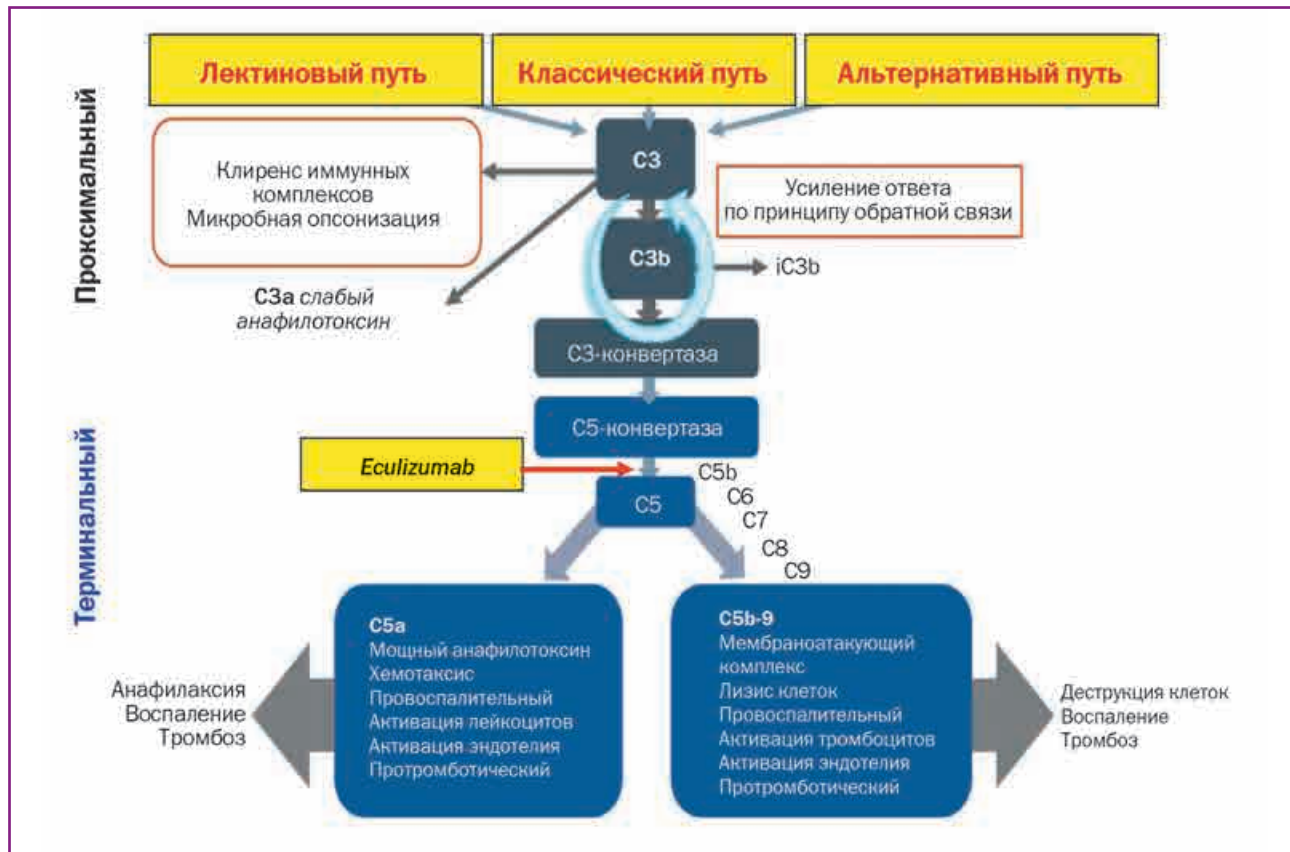 Лектиновый путь
Классический путь
Альтернативный путь
Проксимальный
C3
Клиренс иммунных
комплексов
Микробная опсонизация
Усиление ответа
по принципу обратной связи
C3b
iC3b
C3a слабый
анафилотоксин
C3-конвертаза
Терминальный
C5-конвертаза
Eculizumab
C5b
C6
C7
C8
C9
C5
C5a
Мощный анафилотоксин
Хемотаксис
Провоспалительный
Активация лейкоцитов
Активация эндотелия
Протромботический
C5b-9
Мембраноатакующий
комплекс
Лизис клеток
Провоспалительный
Активация тромбоцитов
Активация эндотелия
Протромботический
Анафилаксия
Воспаление
Тромбоз
Деструкция клеток
Воспаление
Тромбоз